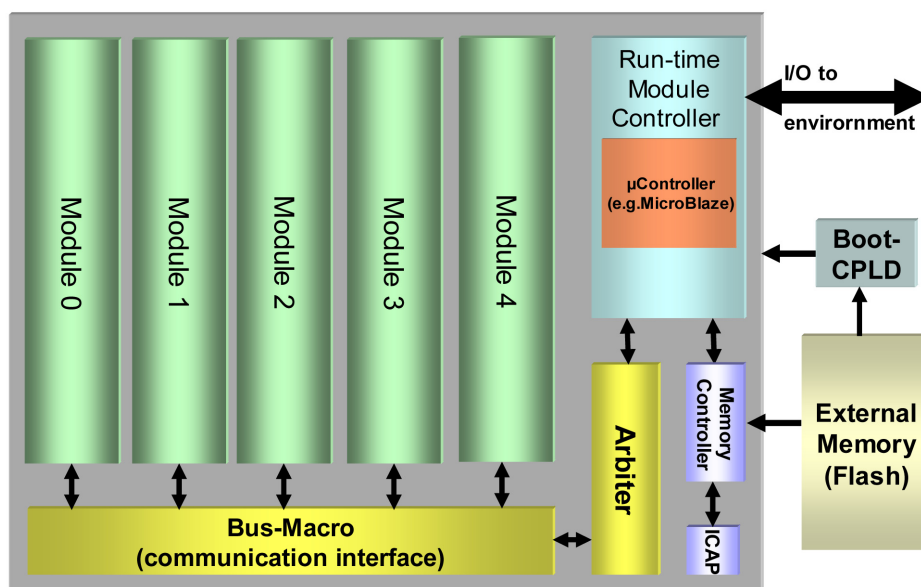 Module 0
Module 1
Module 2
Module 3
Module 4
Run-time
Module
Controller
µController
(e.g.MicroBlaze)
I/O to
envirornment
Boot-
CPLD
External
Memory
(Flash)
Memory
Controller
ICAP
Arbiter
Bus-Macro
(communication interface)